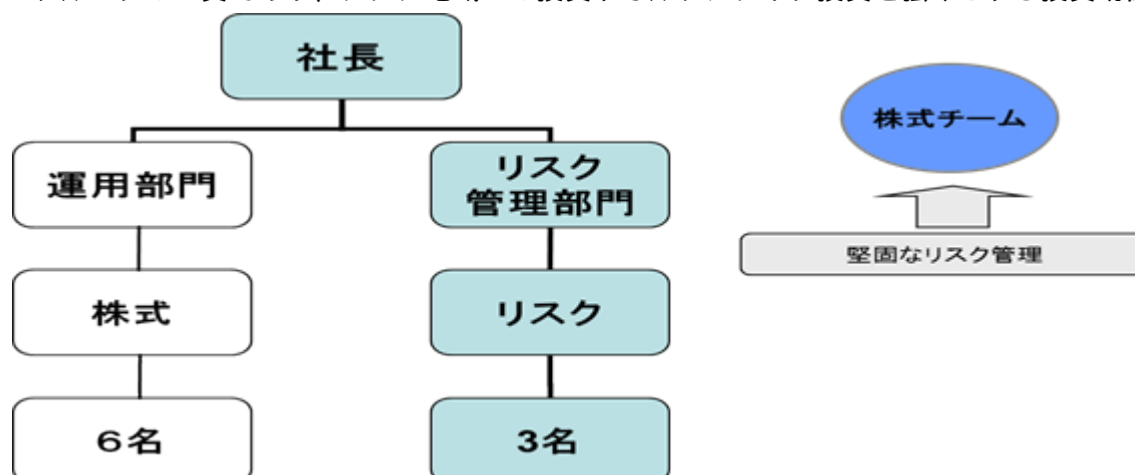 社長
運用部門
リスク
管理部門
株式
リスク
6名
3名
株式チーム
堅固なリスク管理